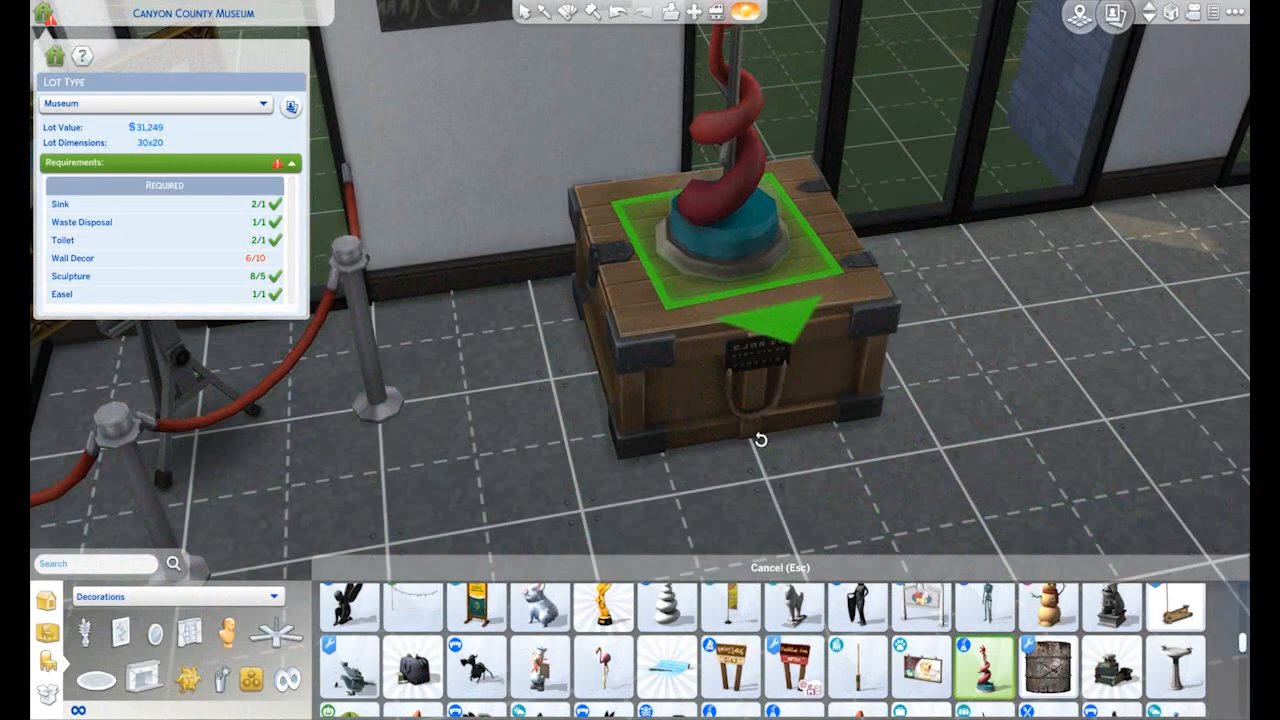 CANYON COUNTY MUSEUM
LOT TYPE
Museum
Lot Value: $31,249
Lot Dimensions: 30x20
Requirements:
REQUIRED
Sink 2/1
Waste Disposal 1/1
Toilet 2/1
Wall Decor 6/10
Sculpture 8/5
Easel 1/1
Search
Cancel (Esc)
Decorations